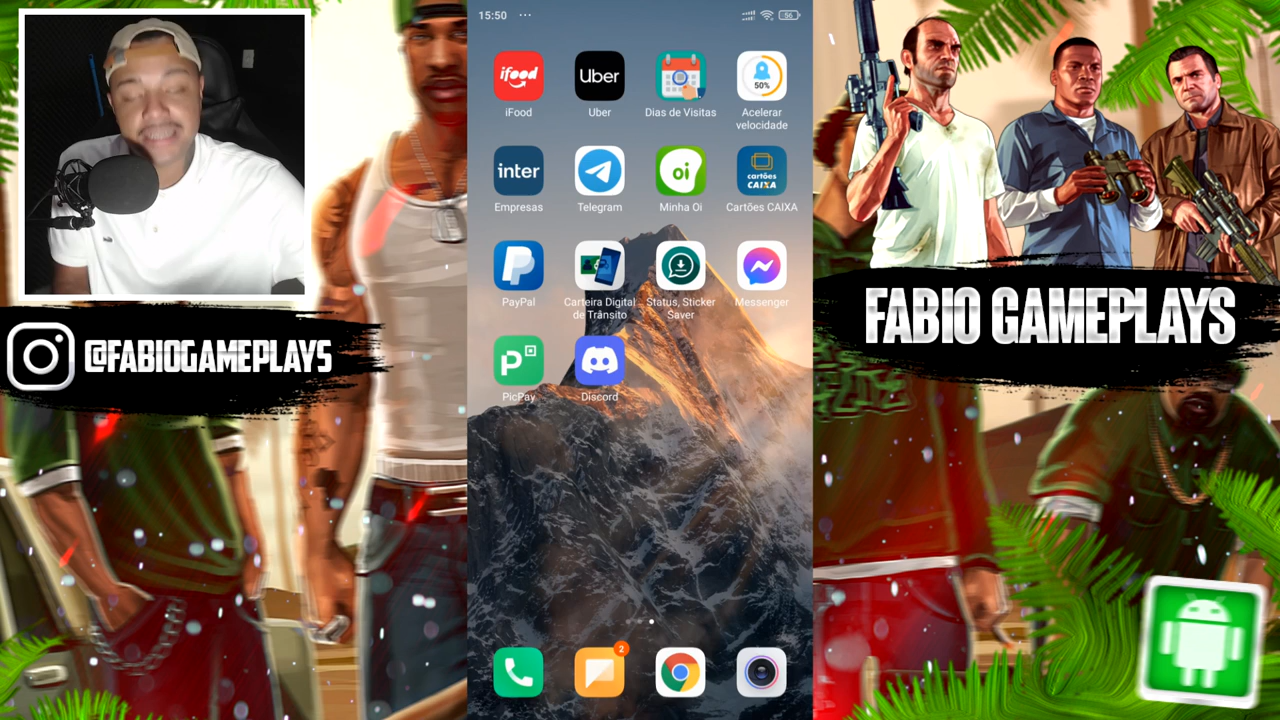 15:50
56
iFood
Uber
50%
iFood
Uber
Dias de Visitas
Acelerar
velocidade
inter
oi
cartões
CAIXA
Empresas
Telegram
Minha Oi
Cartões CAIXA
PayPal
Carteira Digital
de Trânsito
Status, Sticker
Saver
Messenger
PicPay
Discord
2
@FABIOGAMEPLAYS
FABIO GAMEPLAYS